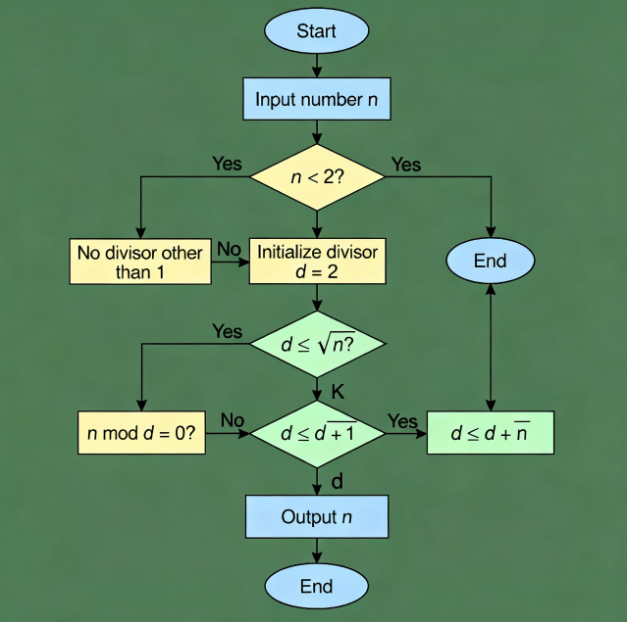 Start
Input number n
Yes
n < 2?
Yes
No divisor other
than 1
No
Initialize divisor
d = 2
End
Yes
d ≤ √n?
K
n mod d = 0?
No
d ≤ d + 1
Yes
d ≤ d + n̅
d
Output n
End